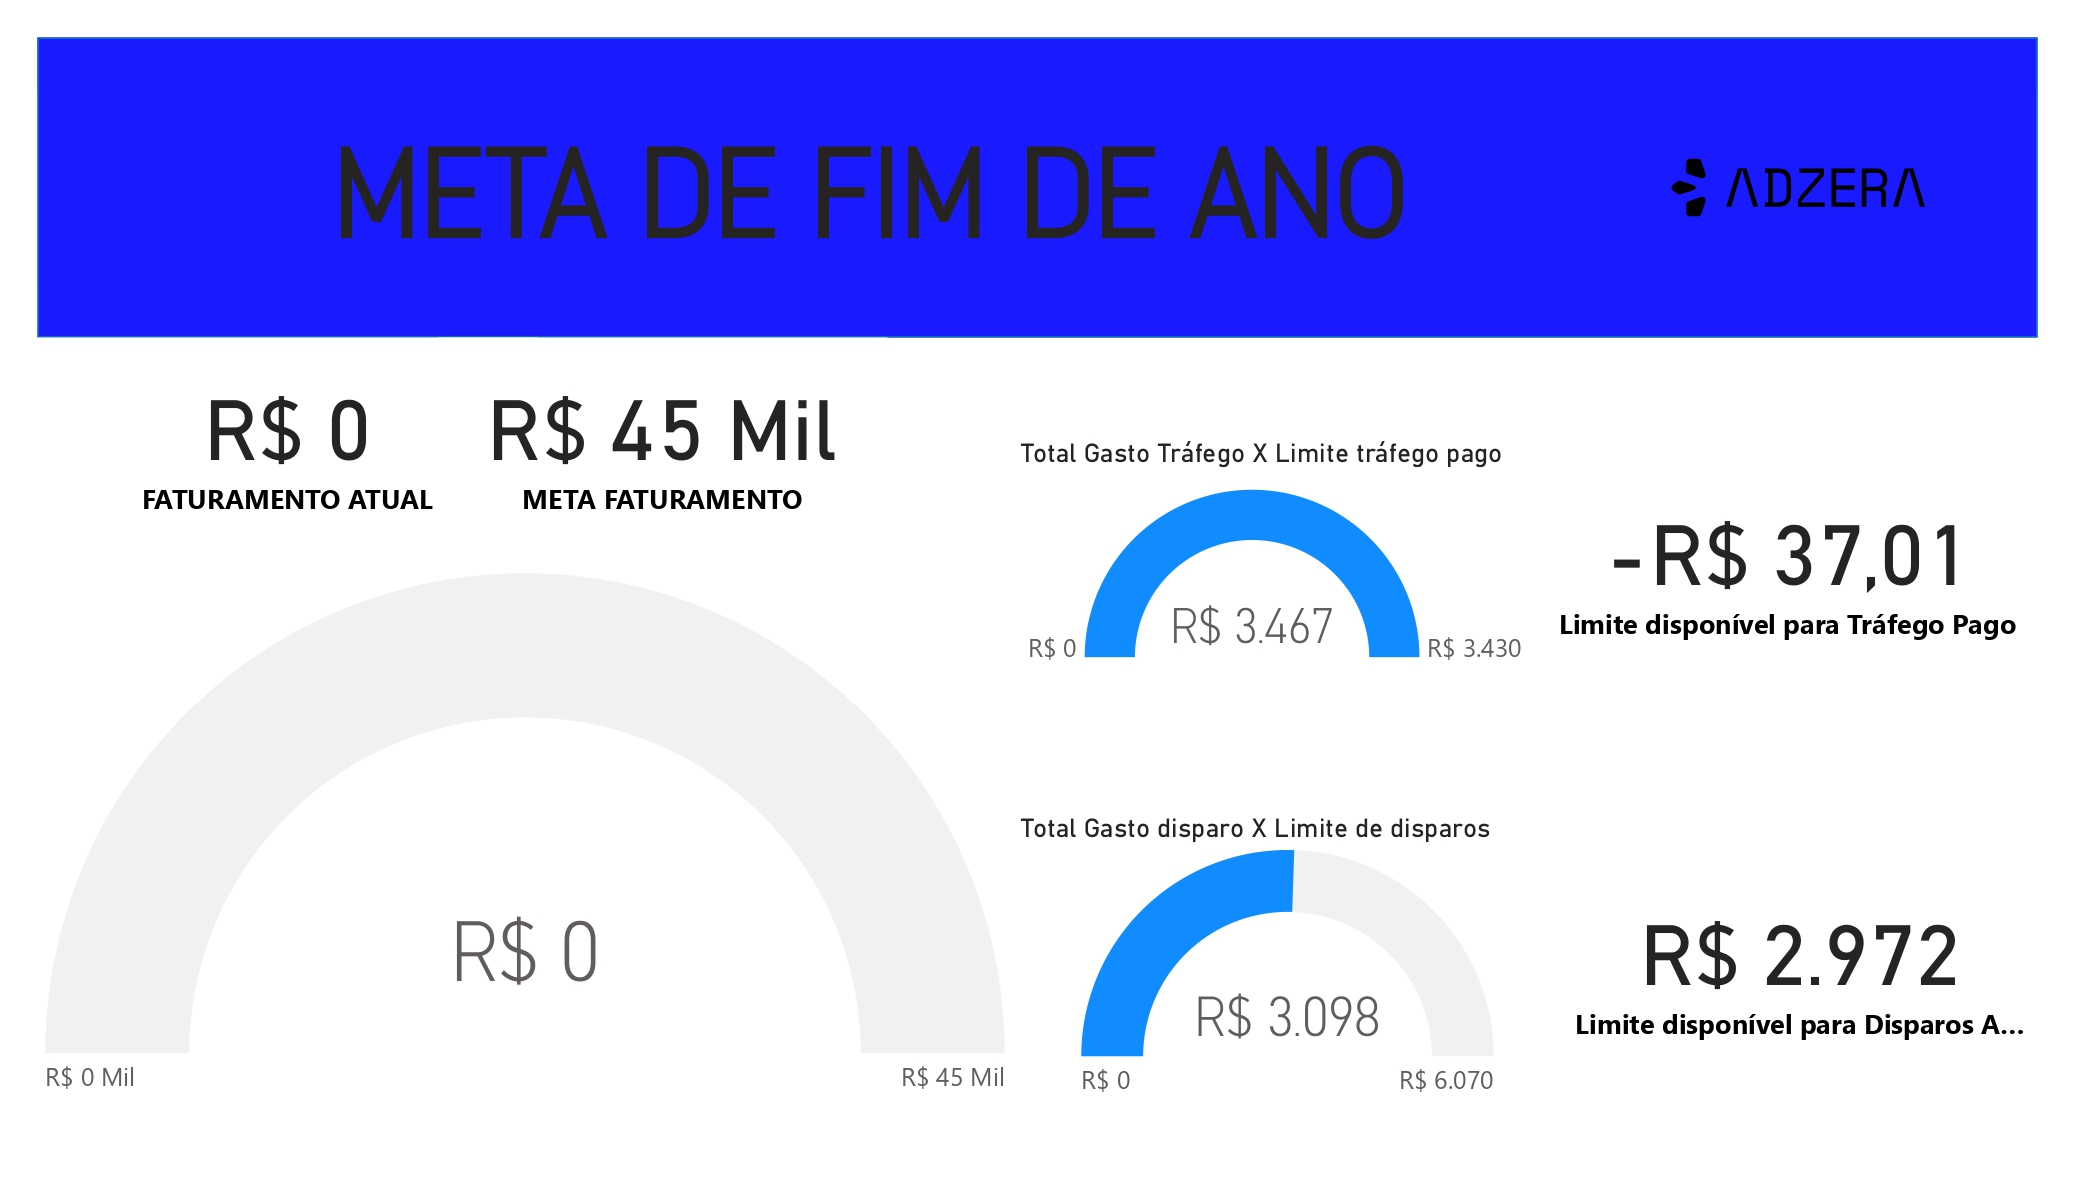 META DE FIM DE ANO
ADZERA
R$ 0
FATURAMENTO ATUAL
R$ 45 Mil
META FATURAMENTO
R$ 0
R$ 0 Mil
R$ 45 Mil
Total Gasto Tráfego X Limite tráfego pago
R$ 3.467
R$ 0
R$ 3.430
-R$ 37,01
Limite disponível para Tráfego Pago
Total Gasto disparo X Limite de disparos
R$ 3.098
R$ 0
R$ 6.070
R$ 2.972
Limite disponível para Disparos A...